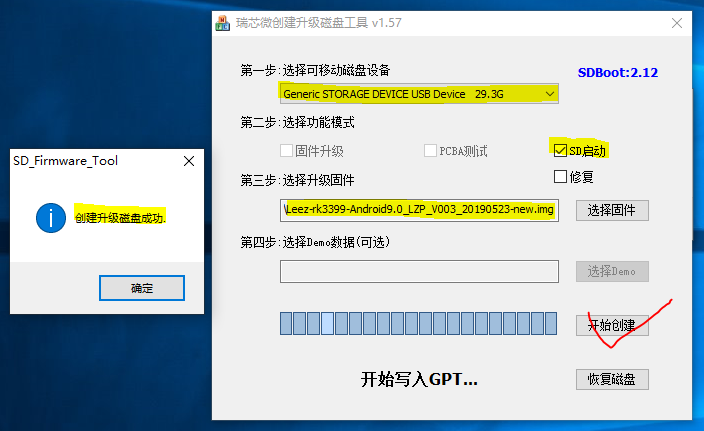 瑞芯微创建升级磁盘工具 v1.57
第一步:选择可移动磁盘设备
SDBoot:2.12
Generic STORAGE DEVICE USB Device 29.3G
第二步:选择功能模式
固件升级
PCBA测试
SD启动
修复
第三步:选择升级固件
\Leez-rk3399-Android9.0_LZP_V003_20190523-new.img
选择固件
第四步:选择Demo数据(可选)
选择Demo
开始创建
开始写入GPT...
恢复磁盘
SD_Firmware_Tool
创建升级磁盘成功.
确定